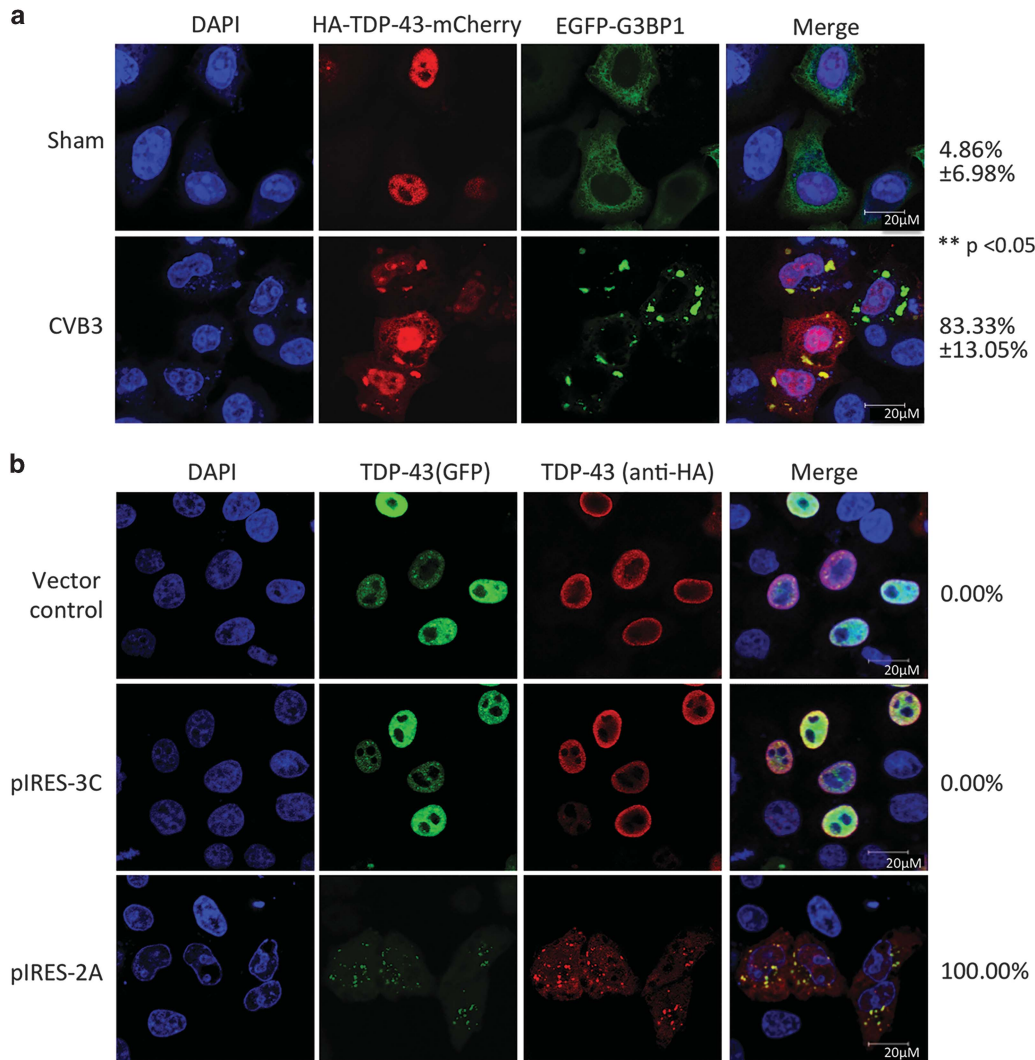 a
DAPI HA-TDP-43-mCherry EGFP-G3BP1 Merge
Sham
4.86%
±6.98%
20µM
** p <0.05
CVB3
83.33%
±13.05%
20µM
b
DAPI TDP-43(GFP) TDP-43 (anti-HA) Merge
Vector
control
0.00%
20µM
pIRES-3C
0.00%
20µM
pIRES-2A
100.00%
20µM